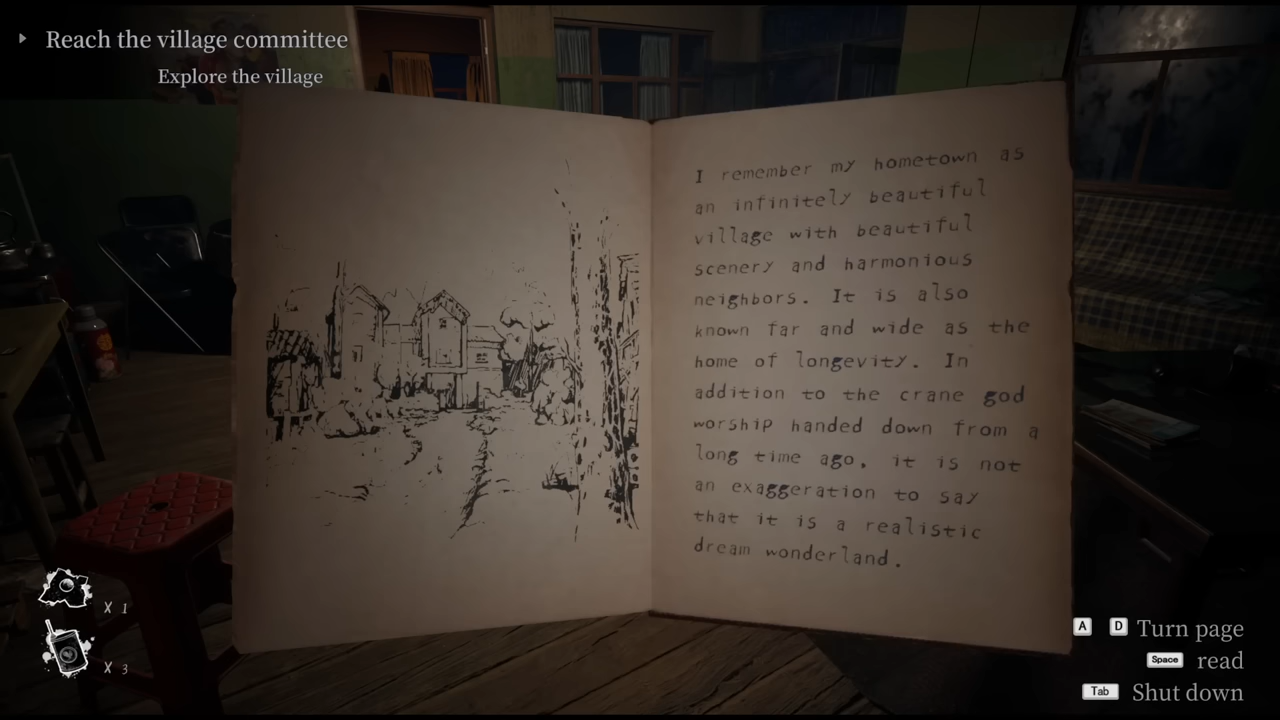 Reach the village committee
Explore the village
I remember my hometown as
an infinitely beautiful
village with beautiful
scenery and harmonious
neighbors. It is also
known far and wide as the
home of longevity. In
addition to the crane god
worship handed down from a
long time ago, it is not
an exaggeration to say
that it is a realistic
dream wonderland.
X 1
X 3
A D Turn page
Space read
Tab Shut down